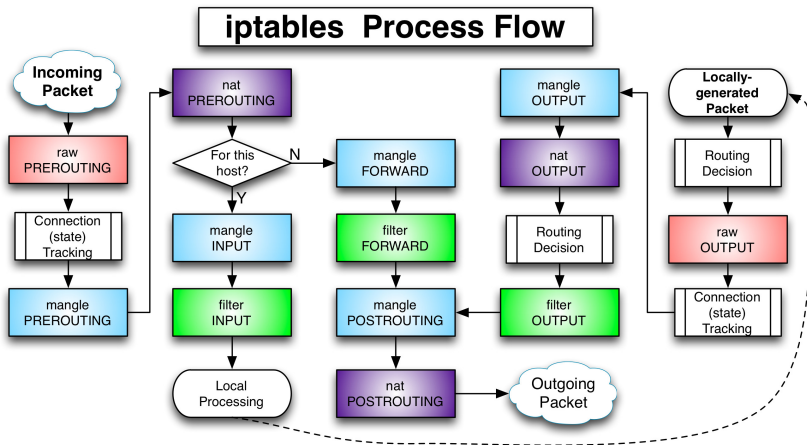 iptables Process Flow
Incoming
Packet
raw
PREROUTING
Connection
(state)
Tracking
mangle
PREROUTING
nat
PREROUTING
For this
host?
N
Y
mangle
INPUT
filter
INPUT
Local
Processing
mangle
FORWARD
filter
FORWARD
mangle
POSTROUTING
nat
POSTROUTING
Outgoing
Packet
mangle
OUTPUT
nat
OUTPUT
Routing
Decision
filter
OUTPUT
Locally-
generated
Packet
Routing
Decision
raw
OUTPUT
Connection
(state)
Tracking